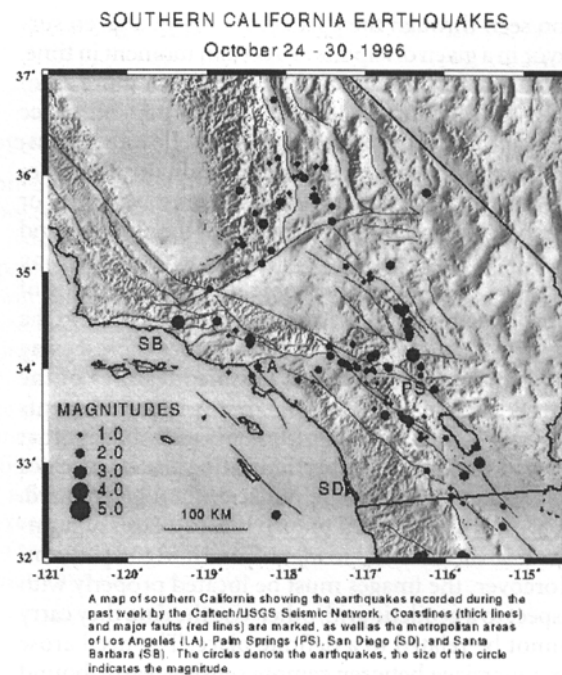 SOUTHERN CALIFORNIA EARTHQUAKES
October 24 - 30, 1996
37˚
36˚
35˚
34˚
33˚
32˚
SB
LA
PS
SD
MAGNITUDES
1.0
2.0
3.0
4.0
5.0
100 KM
-121˚ -120˚ -119˚ -118˚ -117˚ -116˚ -115˚
A map of southern California showing the earthquakes recorded during the
past week by the Caltech/USGS Seismic Network. Coastlines (thick lines)
and major faults (red lines) are marked, as well as the metropolitan areas
of Los Angeles (LA), Palm Springs (PS), San Diego (SD), and Santa
Barbara (SB). The circles denote the earthquakes, the size of the circle
indicates the magnitude.